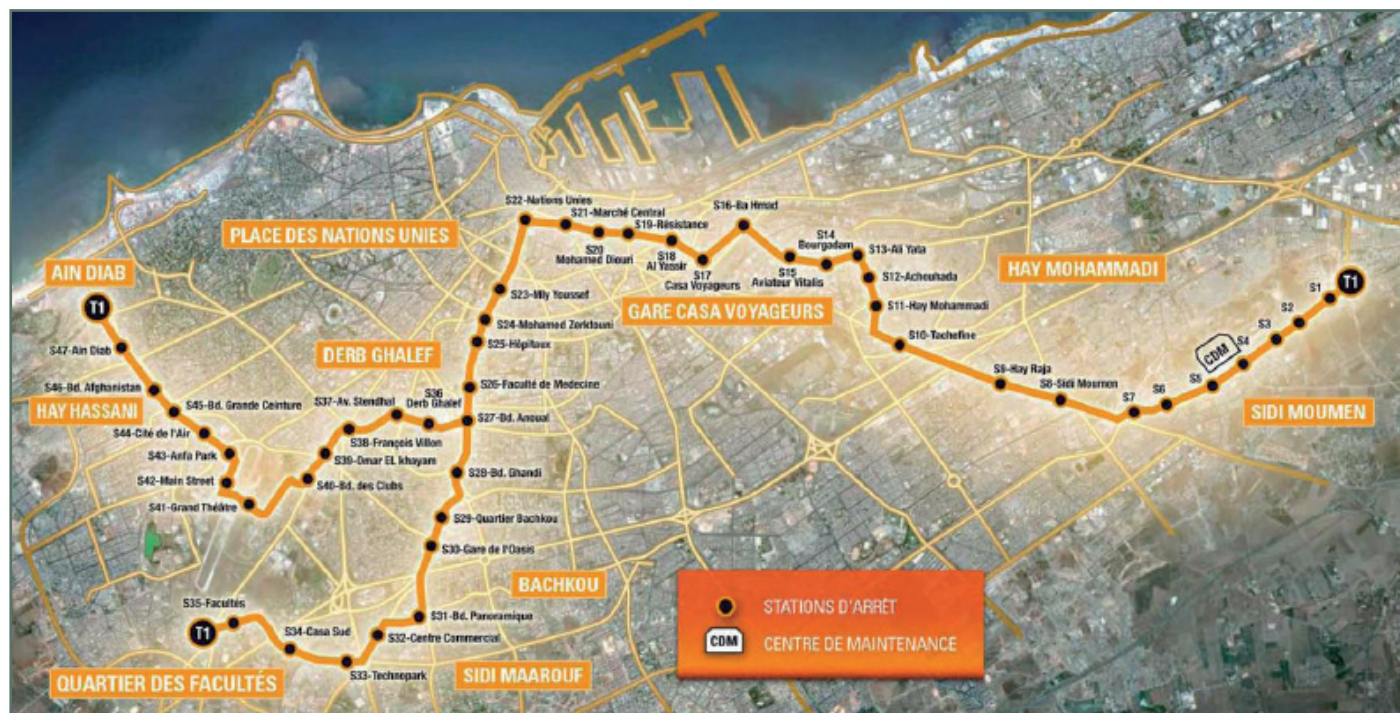 S22-Nations Unies
S21-Marché Central
S16-Ba Hmad
S19-Résistance
PLACE DES NATIONS UNIES
S20
Mohamed Diouri
S18
Al Yassir
S17
Casa Voyageurs
S14
Bourgadam
S15
Aviateur Vitalis
S13-Ali Yata
HAY MOHAMMADI
AIN DIAB
T1
S12-Achouhada
T1
S1
S23-Mly Youssef
GARE CASA VOYAGEURS
S11-Hay Mohammadi
S2
S24-Mohamed Zerktouni
S3
S25-Hôpitaux
S10-Tachefine
S4
CDM
S47-Ain Diab
DERB GHALEF
S5
S46-Bd. Afghanistan
S26-Faculté de Medecine
S9-Hay Raja
S8-Sidi Moumen
S6
S7
HAY HASSANI
S45-Bd. Grande Ceinture
S37-Av. Stendhal
S36
Derb Ghalef
S27-Bd. Anoual
SIDI MOUMEN
S44-Cité de l'Air
S38-François Villon
S43-Anfa Park
S39-Omar EL khayam
S42-Main Street
S40-Bd. des Clubs
S28-Bd. Ghandi
S41-Grand Théâtre
S29-Quartier Bachkou
S30-Gare de l'Oasis
BACHKOU
S35-Facultés
S31-Bd. Panoramique
T1
S34-Casa Sud
S32-Centre Commercial
S33-Technopark
SIDI MAAROUF
QUARTIER DES FACULTÉS
STATIONS D'ARRÊT
CDM
CENTRE DE MAINTENANCE